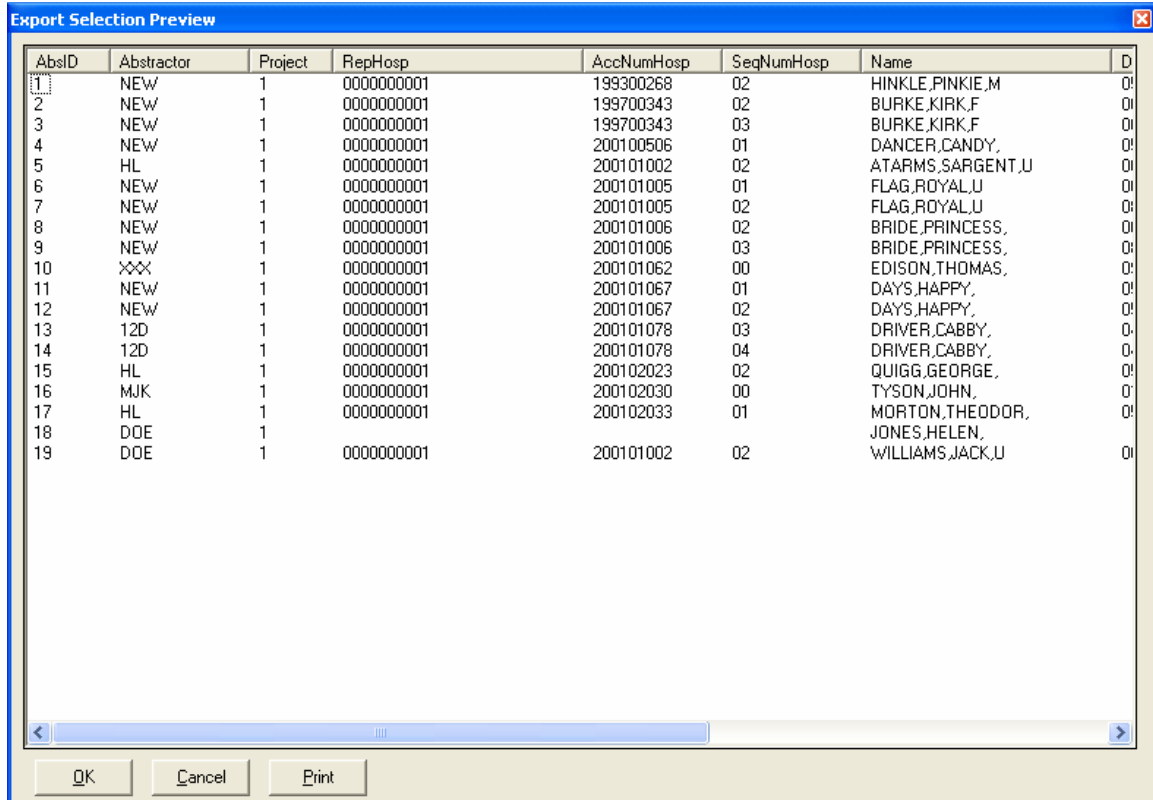 Export Selection Preview
AbsID Abstractor Project RepHosp AccNumHosp SeqNumHosp Name D
1 NEW 1 0000000001 199300268 02 HINKLE,PINKIE,M
2 NEW 1 0000000001 199700343 02 BURKE,KIRK,F
3 NEW 1 0000000001 199700343 03 BURKE,KIRK,F
4 NEW 1 0000000001 200100506 01 DANCER,CANDY,
5 HL 1 0000000001 200101002 02 ATARMS,SARGENT,U
6 NEW 1 0000000001 200101005 01 FLAG,ROYAL,U
7 NEW 1 0000000001 200101005 02 FLAG,ROYAL,U
8 NEW 1 0000000001 200101006 02 BRIDE,PRINCESS,
9 NEW 1 0000000001 200101006 03 BRIDE,PRINCESS,
10 XXX 1 0000000001 200101062 00 EDISON,THOMAS,
11 NEW 1 0000000001 200101067 01 DAYS,HAPPY,
12 NEW 1 0000000001 200101067 02 DAYS,HAPPY,
13 12D 1 0000000001 200101078 03 DRIVER,CABBY,
14 12D 1 0000000001 200101078 04 DRIVER,CABBY,
15 HL 1 0000000001 200102023 02 QUIGG,GEORGE,
16 MJK 1 0000000001 200102030 00 TYSON,JOHN,
17 HL 1 0000000001 200102033 01 MORTON,THEODOR,
18 DOE 1 JONES,HELEN,
19 DOE 1 0000000001 200101002 02 WILLIAMS,JACK,U
OK Cancel Print